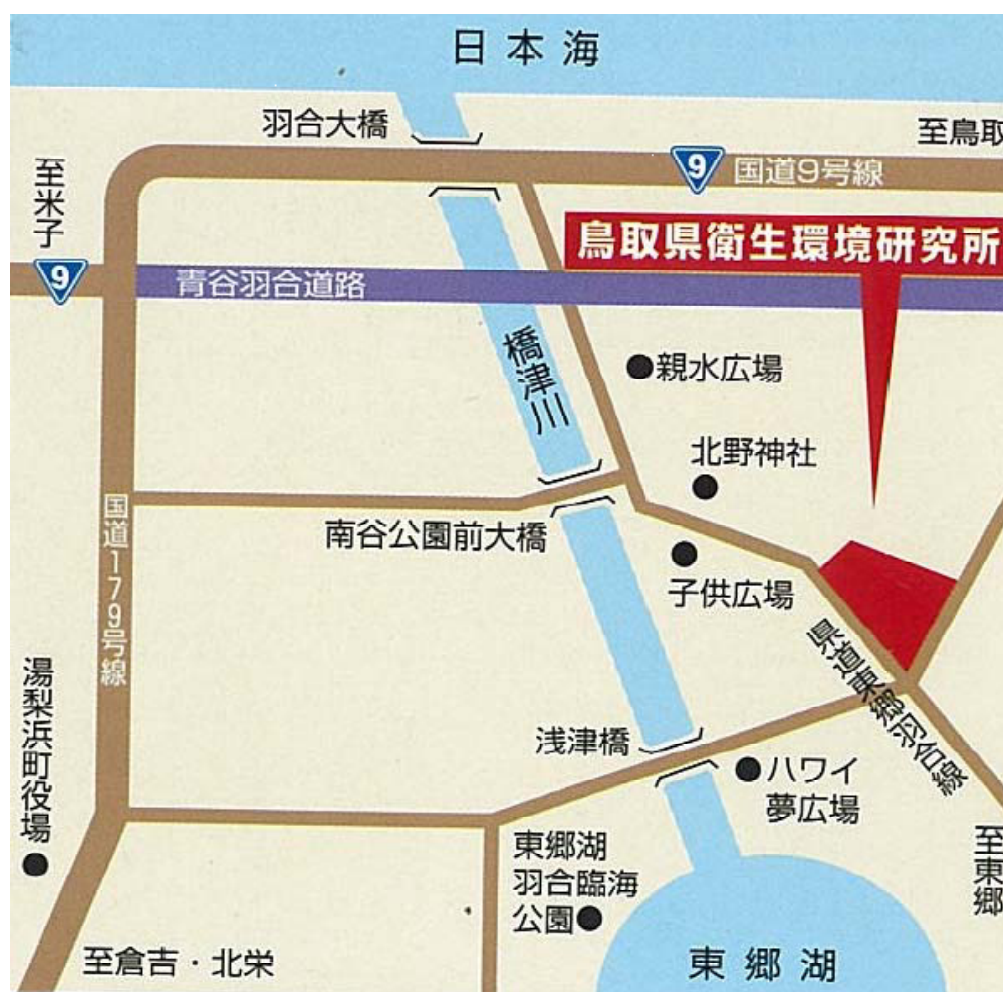 日本海
羽合大橋
至鳥取
至米子
9
国道9号線
鳥取県衛生環境研究所
9
青谷羽合道路
橋津川
親水広場
北野神社
国道179号線
南谷公園前大橋
子供広場
県道東郷羽合線
湯梨浜町役場
浅津橋
ハワイ
夢広場
東郷湖
羽合臨海
公園
至東郷
至倉吉・北栄
東郷湖